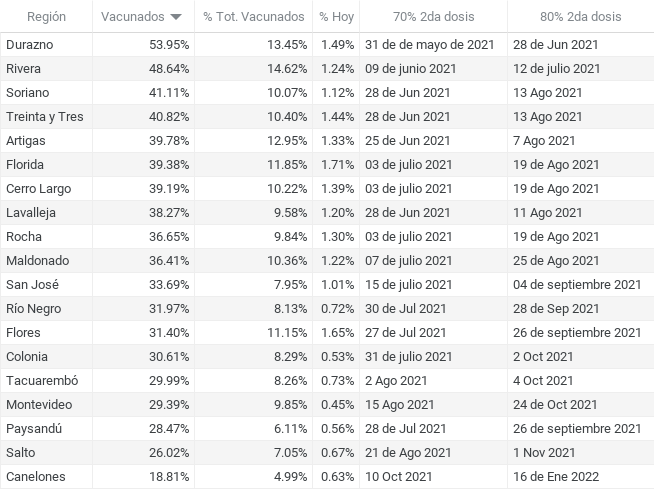 Región Vacunados % Tot. Vacunados % Hoy 70% 2da dosis 80% 2da dosis
Durazno 53.95% 13.45% 1.49% 31 de de mayo de 2021 28 de Jun 2021
Rivera 48.64% 14.62% 1.24% 09 de junio 2021 12 de julio 2021
Soriano 41.11% 10.07% 1.12% 28 de Jun 2021 13 Ago 2021
Treinta y Tres 40.82% 10.40% 1.44% 28 de Jun 2021 13 Ago 2021
Artigas 39.78% 12.95% 1.33% 25 de Jun 2021 7 Ago 2021
Florida 39.38% 11.85% 1.71% 03 de julio 2021 19 de Ago 2021
Cerro Largo 39.19% 10.22% 1.39% 03 de julio 2021 19 de Ago 2021
Lavalleja 38.27% 9.58% 1.20% 28 de Jun 2021 11 Ago 2021
Rocha 36.65% 9.84% 1.30% 03 de julio 2021 19 de Ago 2021
Maldonado 36.41% 10.36% 1.22% 07 de julio 2021 25 de Ago 2021
San José 33.69% 7.95% 1.01% 15 de julio 2021 04 de septiembre 2021
Río Negro 31.97% 8.13% 0.72% 30 de Jul 2021 28 de Sep 2021
Flores 31.40% 11.15% 1.65% 27 de Jul 2021 26 de septiembre 2021
Colonia 30.61% 8.29% 0.53% 31 de julio 2021 2 Oct 2021
Tacuarembó 29.99% 8.26% 0.73% 2 Ago 2021 4 Oct 2021
Montevideo 29.39% 9.85% 0.45% 15 Ago 2021 24 de Oct 2021
Paysandú 28.47% 6.11% 0.56% 28 de Jul 2021 26 de septiembre 2021
Salto 26.02% 7.05% 0.67% 21 de Ago 2021 1 Nov 2021
Canelones 18.81% 4.99% 0.63% 10 Oct 2021 16 de Ene 2022